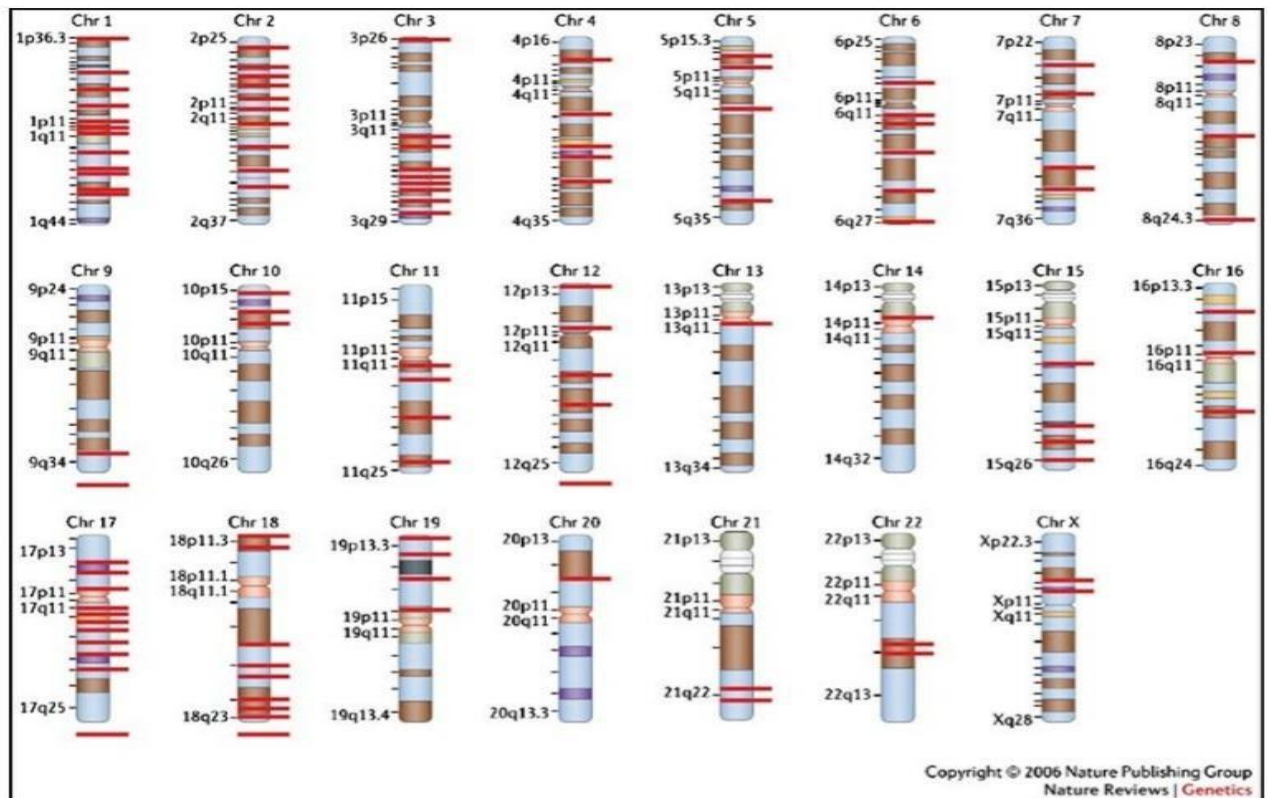 Chr 1
1p36.3
1p11
1q11
1q44
Chr 2
2p25
2p11
2q11
2q37
Chr 3
3p26
3p11
3q11
3q29
Chr 4
4p16
4p11
4q11
4q35
Chr 5
5p15.3
5p11
5q11
5q35
Chr 6
6p25
6p11
6q11
6q27
Chr 7
7p22
7p11
7q11
7q36
Chr 8
8p23
8p11
8q11
8q24.3
Chr 9
9p24
9p11
9q11
9q34
Chr 10
10p15
10p11
10q11
10q26
Chr 11
11p15
11p11
11q11
11q25
Chr 12
12p13
12p11
12q11
12q25
Chr 13
13p13
13p11
13q11
13q34
Chr 14
14p13
14p11
14q11
14q32
Chr 15
15p13
15p11
15q11
15q26
Chr 16
16p13.3
16p11
16q11
16q24
Chr 17
17p13
17p11
17q11
17q25
Chr 18
18p11.3
18p11.1
18q11.1
18q23
Chr 19
19p13.3
19p11
19q11
19q13.4
Chr 20
20p13
20p11
20q11
20q13.3
Chr 21
21p13
21p11
21q11
21q22
Chr 22
22p13
22p11
22q11
22q13
Chr X
Xp22.3
Xp11
Xq11
Xq28
Copyright © 2006 Nature Publishing Group
Nature Reviews | Genetics